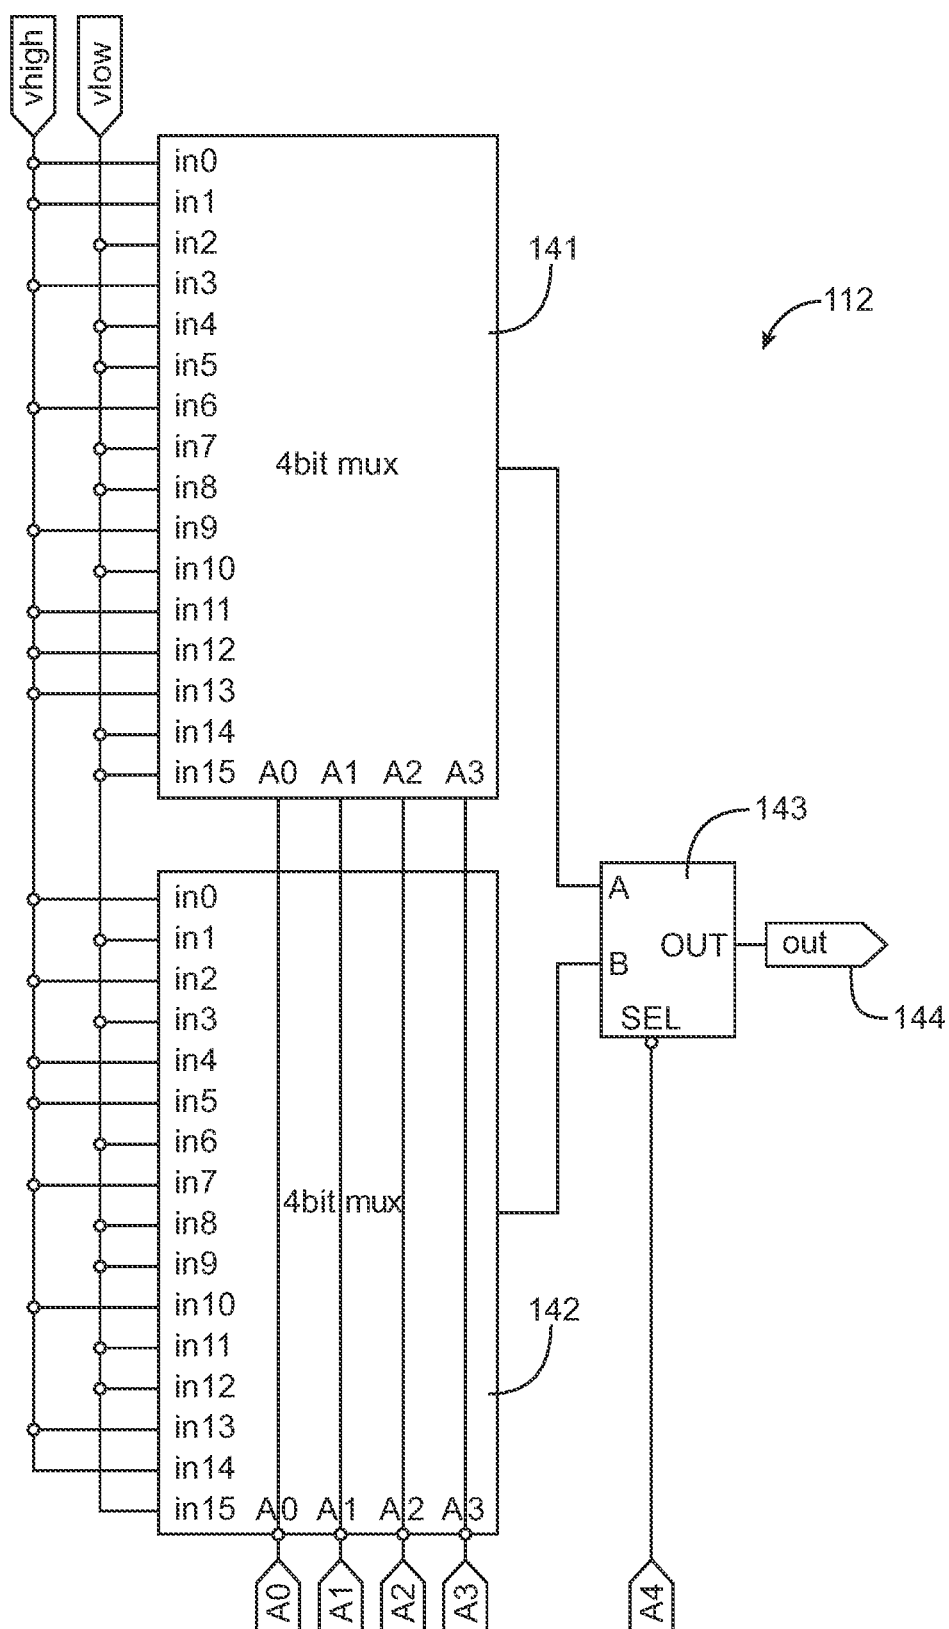 vhigh
vlow
in0
in1
in2
in3
in4
in5
in6
in7
in8
in9
in10
in11
in12
in13
in14
in15 A0 A1 A2 A3
4bit mux
141
112
in0
in1
in2
in3
in4
in5
in6
in7
in8
in9
in10
in11
in12
in13
in14
in15 A0 A1 A2 A3
4bit mux
142
143
A
B
OUT
SEL
out
144
A0
A1
A2
A3
A4